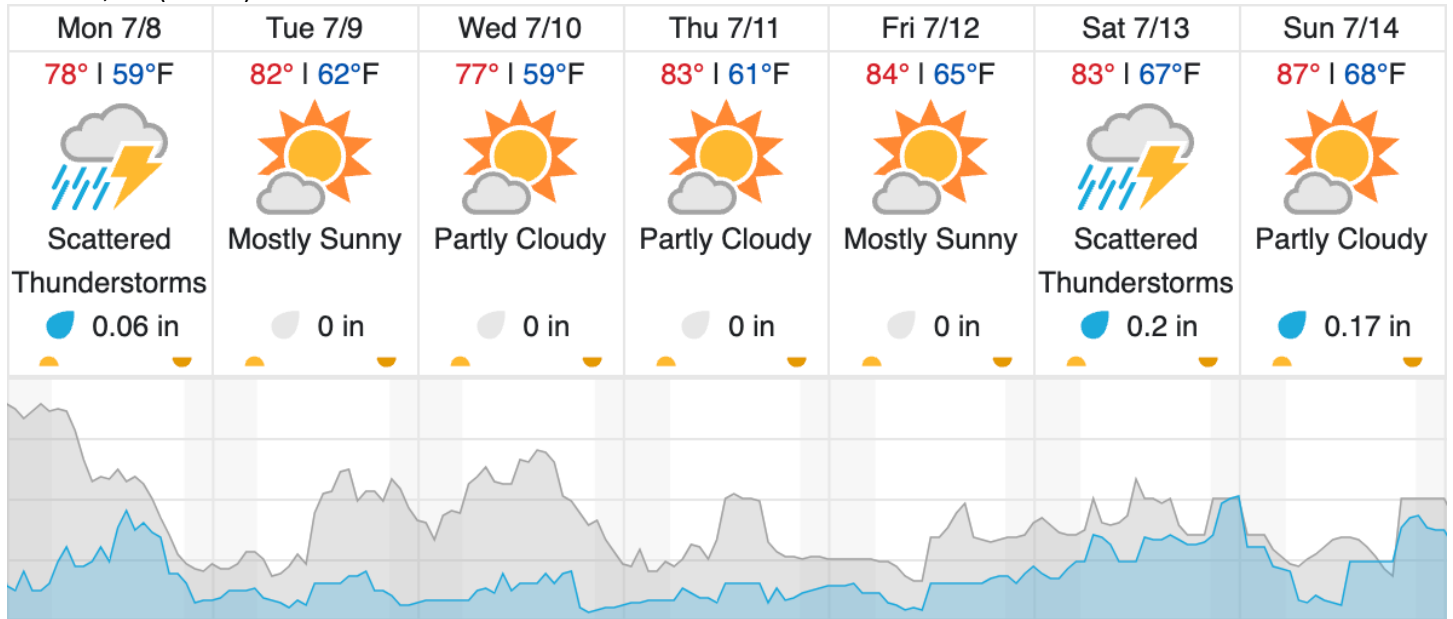 Mon 7/8 Tue 7/9 Wed 7/10 Thu 7/11 Fri 7/12 Sat 7/13 Sun 7/14
78° | 59°F 82° | 62°F 77° | 59°F 83° | 61°F 84° | 65°F 83° | 67°F 87° | 68°F
Scattered Mostly Sunny Partly Cloudy Partly Cloudy Mostly Sunny Scattered Partly Cloudy
Thunderstorms Thunderstorms
0.06 in 0 in 0 in 0 in 0 in 0.2 in 0.17 in